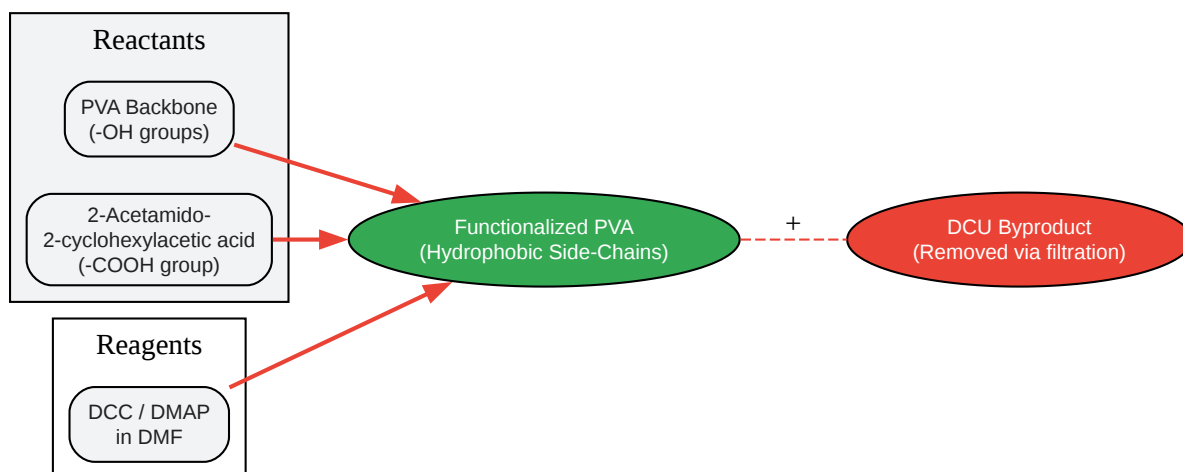 Reactants
PVA Backbone
(-OH groups)
2-Acetamido-
2-cyclohexylacetic acid
(-COOH group)
Reagents
DCC / DMAP
in DMF
Functionalized PVA
(Hydrophobic Side-Chains)
+
DCU Byproduct
(Removed via filtration)